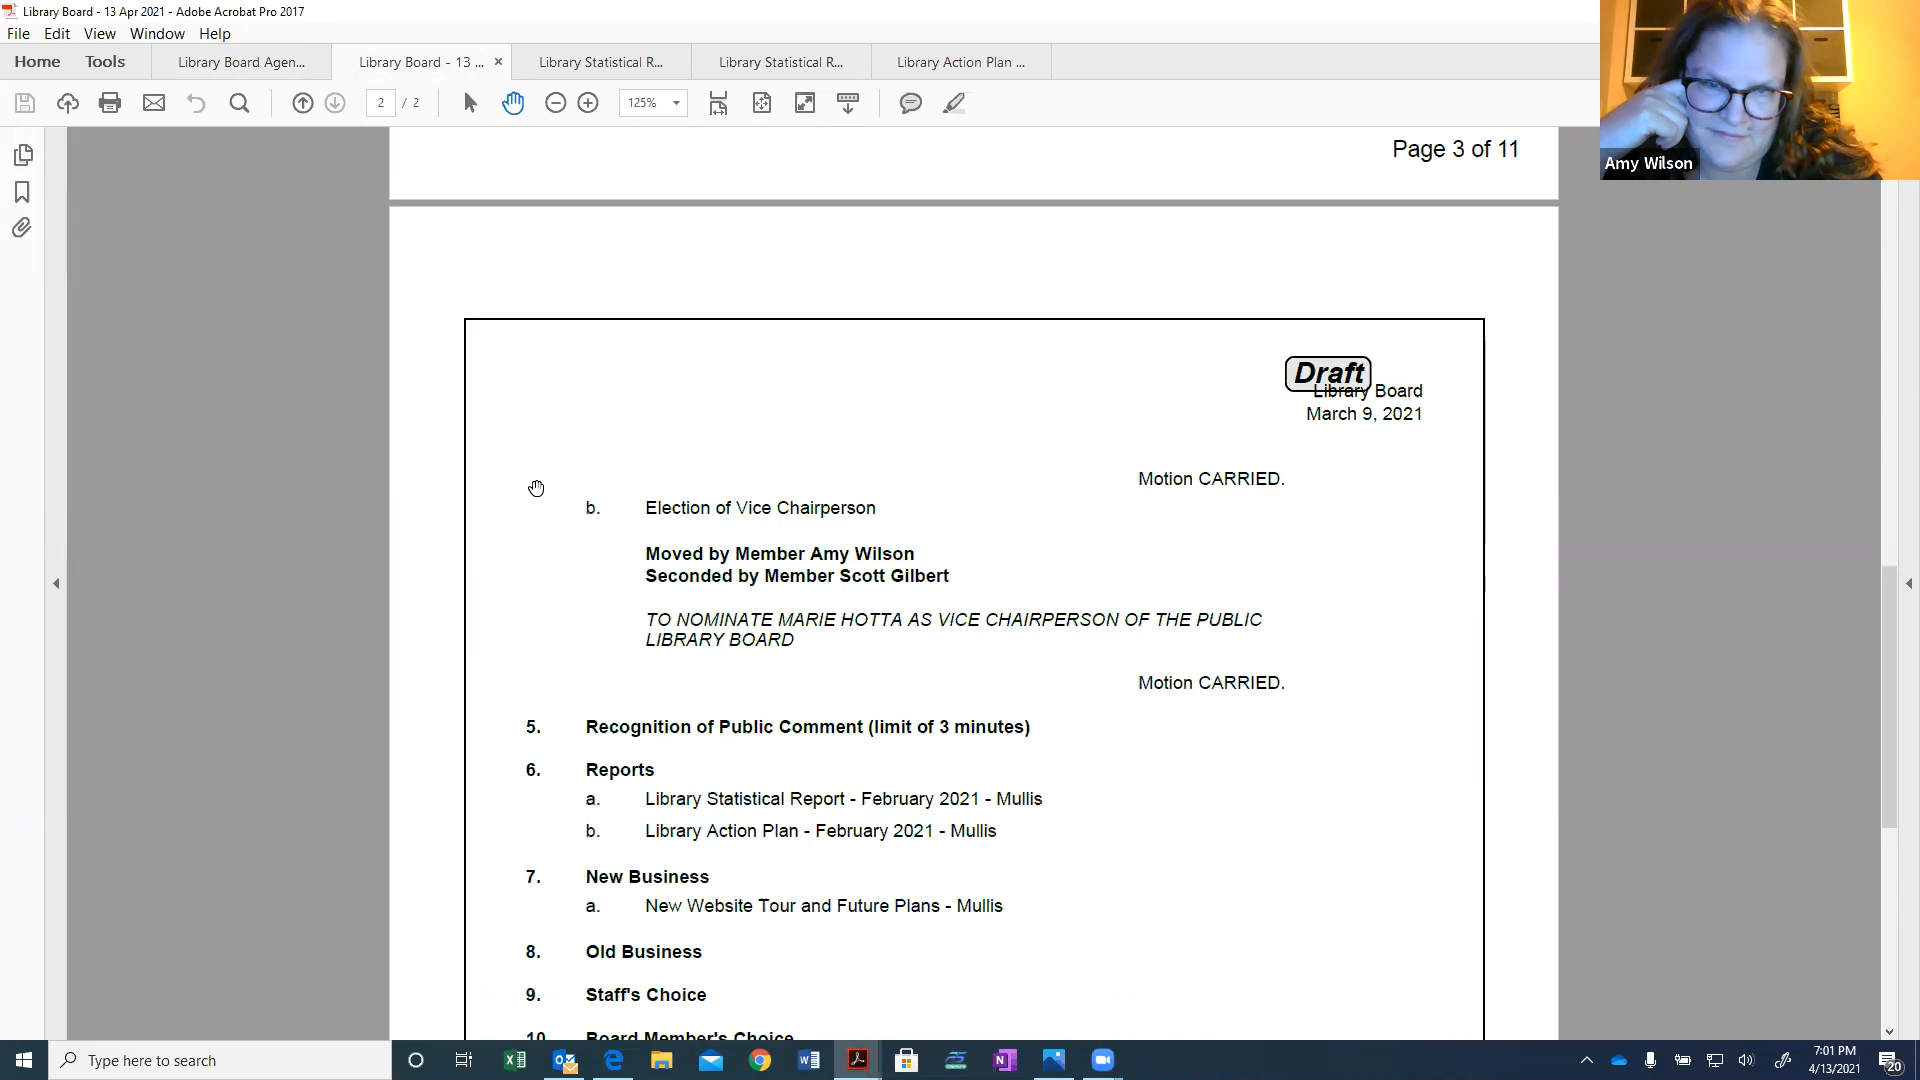 Library Board - 13 Apr 2021 - Adobe Acrobat Pro 2017
File Edit View Window Help
Home Tools Library Board Agen... Library Board - 13 ... × Library Statistical R... Library Statistical R... Library Action Plan ...
2 / 2 125%
Amy Wilson
Page 3 of 11
Draft
Library Board
March 9, 2021
Motion CARRIED.
b. Election of Vice Chairperson
Moved by Member Amy Wilson
Seconded by Member Scott Gilbert
TO NOMINATE MARIE HOTTA AS VICE CHAIRPERSON OF THE PUBLIC
LIBRARY BOARD
Motion CARRIED.
5. Recognition of Public Comment (limit of 3 minutes)
6. Reports
a. Library Statistical Report - February 2021 - Mullis
b. Library Action Plan - February 2021 - Mullis
7. New Business
a. New Website Tour and Future Plans - Mullis
8. Old Business
9. Staff's Choice
10. Board Member's Choice
Type here to search
7:01 PM
4/13/2021
20